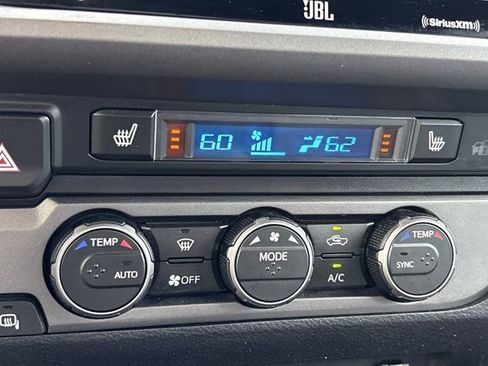 JBL
SiriusXM
60 62
TEMP
AUTO
OFF
MODE
A/C
TEMP
SYNC